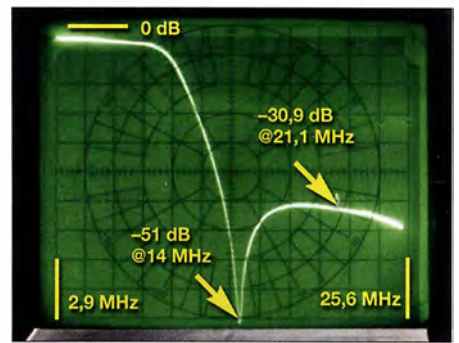 0 dB
–30,9 dB
@21,1 MHz
–51 dB
@14 MHz
2,9 MHz
25,6 MHz